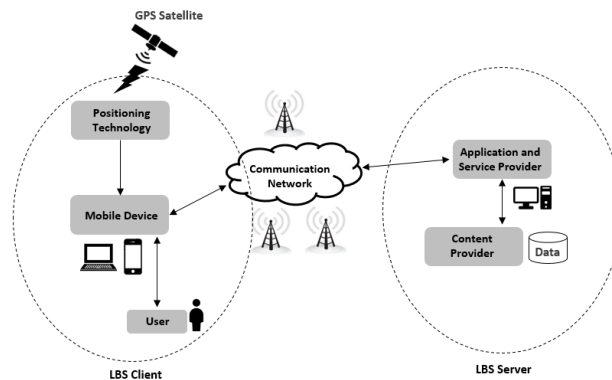 GPS Satellite
Positioning
Technology
Mobile Device
User
LBS Client
Communication
Network
Application and
Service Provider
Content
Provider
Data
LBS Server